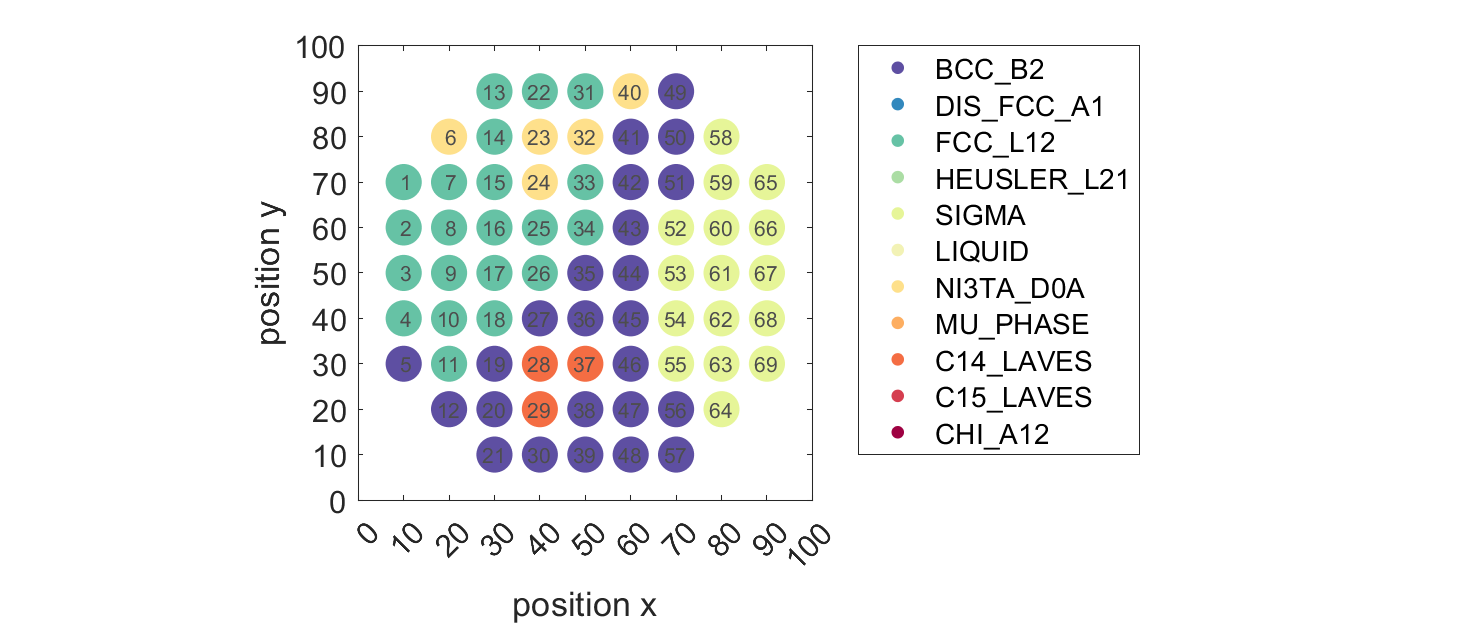 100
90
80
70
60
50
40
30
20
10
0
position y
13 22 31 40 49
6 14 23 32 41 50 58
1 7 15 24 33 42 51 59 65
2 8 16 25 34 43 52 60 66
3 9 17 26 35 44 53 61 67
4 10 18 27 36 45 54 62 68
5 11 19 28 37 46 55 63 69
12 20 29 38 47 56 64
21 30 39 48 57
0 10 20 30 40 50 60 70 80 90 100
position x
BCC_B2
DIS_FCC_A1
FCC_L12
HEUSLER_L21
SIGMA
LIQUID
NI3TA_D0A
MU_PHASE
C14_LAVES
C15_LAVES
CHI_A12